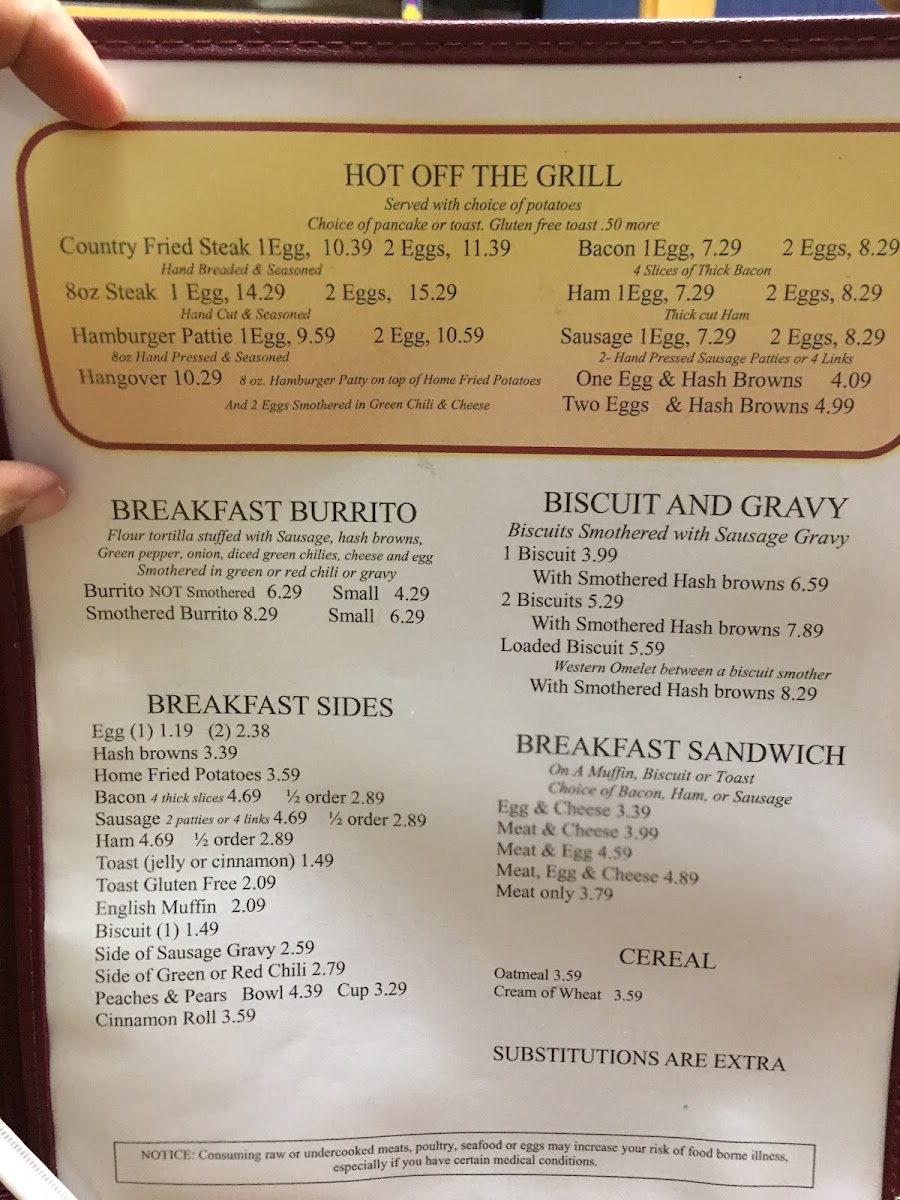 HOT OFF THE GRILL
Served with choice of potatoes
Choice of pancake or toast. Gluten free toast .50 more
Country Fried Steak 1Egg, 10.39 2 Eggs, 11.39
Hand Breaded & Seasoned
8oz Steak 1 Egg, 14.29 2 Eggs, 15.29
Hand Cut & Seasoned
Hamburger Pattie 1Egg, 9.59 2 Egg, 10.59
8oz Hand Pressed & Seasoned
Hangover 10.29 8 oz. Hamburger Patty on top of Home Fried Potatoes
And 2 Eggs Smothered in Green Chili & Cheese
Bacon 1Egg, 7.29 2 Eggs, 8.29
4 Slices of Thick Bacon
Ham 1Egg, 7.29 2 Eggs, 8.29
Thick cut Ham
Sausage 1Egg, 7.29 2 Eggs, 8.29
2- Hand Pressed Sausage Patties or 4 Links
One Egg & Hash Browns 4.09
Two Eggs & Hash Browns 4.99
BREAKFAST BURRITO
Flour tortilla stuffed with Sausage, hash browns,
Green pepper, onion, diced green chilies, cheese and egg
Smothered in green or red chili or gravy
Burrito NOT Smothered 6.29 Small 4.29
Smothered Burrito 8.29 Small 6.29
BREAKFAST SIDES
Egg (1) 1.19 (2) 2.38
Hash browns 3.39
Home Fried Potatoes 3.59
Bacon 4 thick slices 4.69 ½ order 2.89
Sausage 2 patties or 4 links 4.69 ½ order 2.89
Ham 4.69 ½ order 2.89
Toast (jelly or cinnamon) 1.49
Toast Gluten Free 2.09
English Muffin 2.09
Biscuit (1) 1.49
Side of Sausage Gravy 2.59
Side of Green or Red Chili 2.79
Peaches & Pears Bowl 4.39 Cup 3.29
Cinnamon Roll 3.59
BISCUIT AND GRAVY
Biscuits Smothered with Sausage Gravy
1 Biscuit 3.99
With Smothered Hash browns 6.59
2 Biscuits 5.29
With Smothered Hash browns 7.89
Loaded Biscuit 5.59
Western Omelet between a biscuit smother
With Smothered Hash browns 8.29
BREAKFAST SANDWICH
On A Muffin, Biscuit or Toast
Choice of Bacon, Ham, or Sausage
Egg & Cheese 3.39
Meat & Cheese 3.99
Meat & Egg 4.59
Meat, Egg & Cheese 4.89
Meat only 3.79
CEREAL
Oatmeal 3.59
Cream of Wheat 3.59
SUBSTITUTIONS ARE EXTRA
NOTICE: Consuming raw or undercooked meats, poultry, seafood or eggs may increase your risk of food borne illness,
especially if you have certain medical conditions.